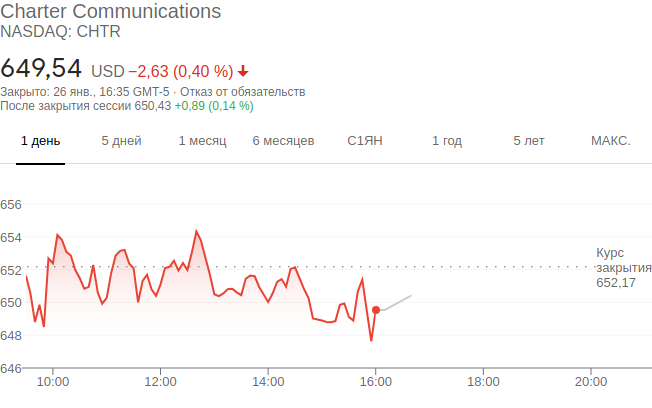 Charter Communications
NASDAQ: CHTR
649,54 USD −2,63 (0,40 %)
Закрыто: 26 янв., 16:35 GMT-5 · Отказ от обязательств
После закрытия сессии 650,43 +0,89 (0,14 %)
1 день 5 дней 1 месяц 6 месяцев С1ЯН 1 год 5 лет МАКС.
656
654
652
650
648
646
Курс
закрытия
652,17
10:00 12:00 14:00 16:00 18:00 20:00